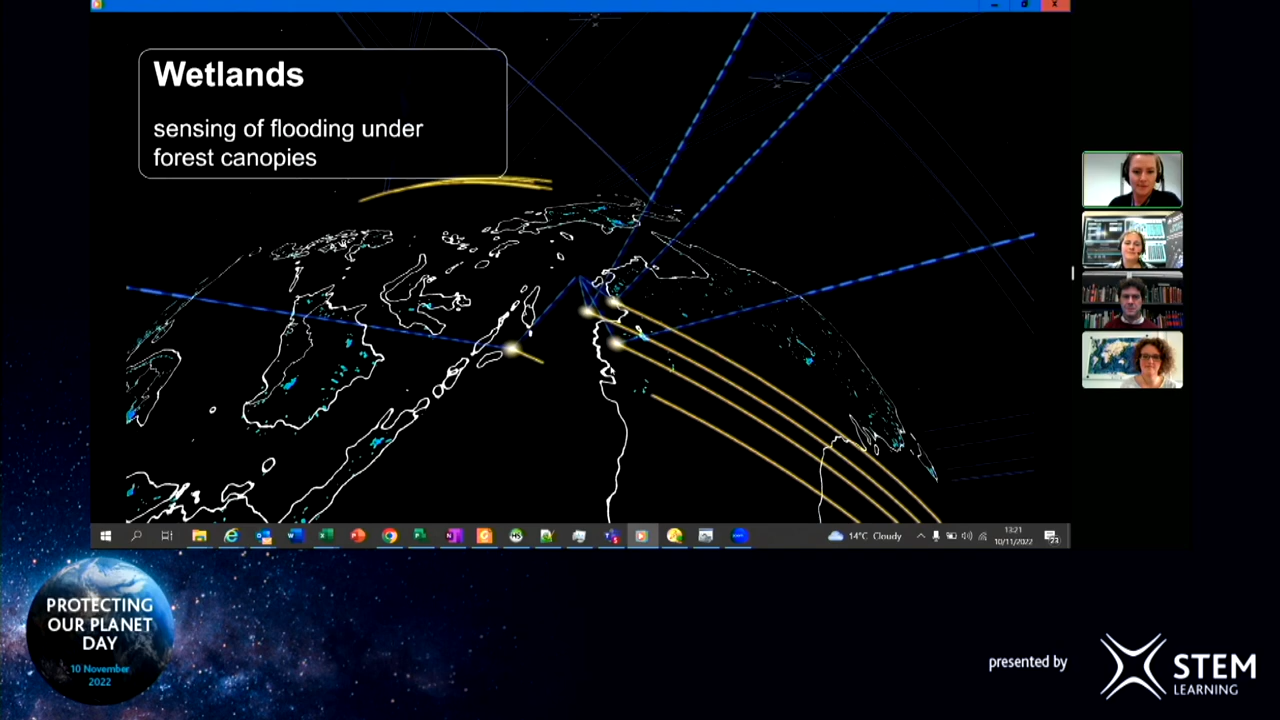 Wetlands
sensing of flooding under
forest canopies
14°C Cloudy
13:21
10/11/2022
23
PROTECTING
OUR PLANET
DAY
10 November
2022
presented by
STEM
LEARNING